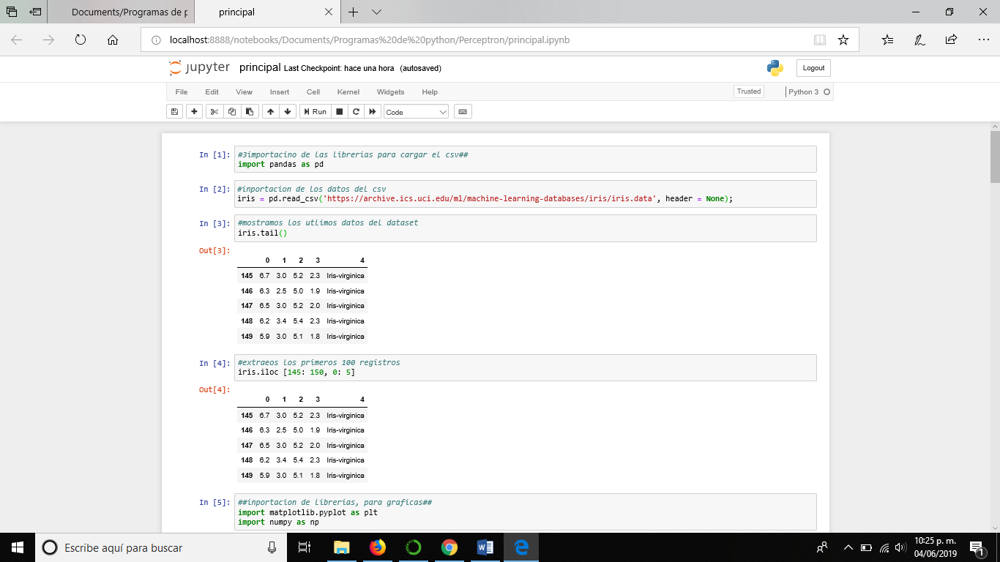 Documents/Programas de p
principal
localhost:8888/notebooks/Documents/Programas%20de%20python/Perceptron/principal.ipynb
jupyter principal Last Checkpoint: hace una hora (autosaved)
Logout
File Edit View Insert Cell Kernel Widgets Help
Trusted
Python 3
Run
Code
In [1]: #3importacino de las librerias para cargar el csv##
import pandas as pd
In [2]: #inportacion de los datos del csv
iris = pd.read_csv('https://archive.ics.uci.edu/ml/machine-learning-databases/iris/iris.data', header = None);
In [3]: #mostramos los utlimos datos del dataset
iris.tail()
Out[3]:
0 1 2 3 4
145 6.7 3.0 5.2 2.3 Iris-virginica
146 6.3 2.5 5.0 1.9 Iris-virginica
147 6.5 3.0 5.2 2.0 Iris-virginica
148 6.2 3.4 5.4 2.3 Iris-virginica
149 5.9 3.0 5.1 1.8 Iris-virginica
In [4]: #extraeos los primeros 100 registros
iris.iloc [145: 150, 0: 5]
Out[4]:
0 1 2 3 4
145 6.7 3.0 5.2 2.3 Iris-virginica
146 6.3 2.5 5.0 1.9 Iris-virginica
147 6.5 3.0 5.2 2.0 Iris-virginica
148 6.2 3.4 5.4 2.3 Iris-virginica
149 5.9 3.0 5.1 1.8 Iris-virginica
In [5]: ##inportacion de librerias, para graficas##
import matplotlib.pyplot as plt
import numpy as np
Escribe aquí para buscar
10:25 p. m.
04/06/2019
1